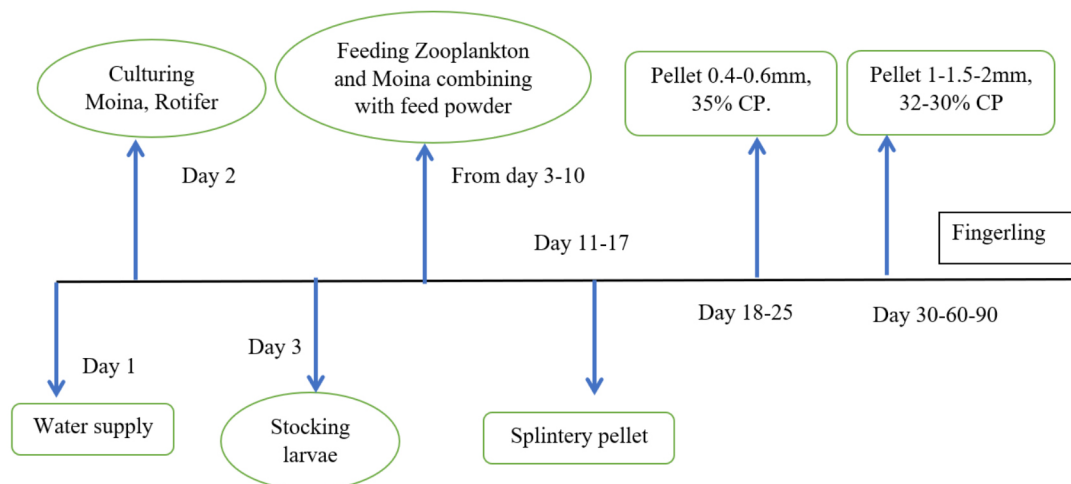 Culturing
Moina, Rotifer
Feeding Zooplankton
and Moina combining
with feed powder
Pellet 0.4-0.6mm,
35% CP.
Pellet 1-1.5-2mm,
32-30% CP
Day 2
From day 3-10
Day 11-17
Fingerling
Day 18-25
Day 30-60-90
Day 1
Day 3
Water supply
Stocking
larvae
Splintery pellet